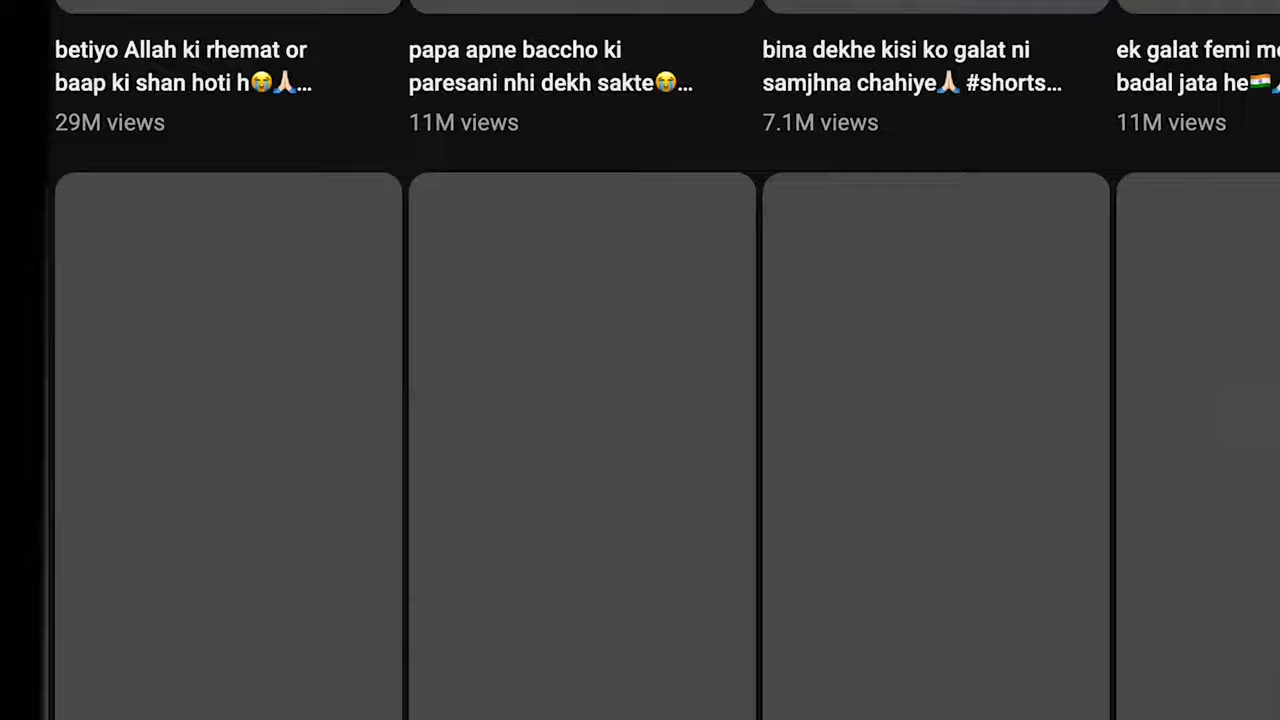 betiyo Allah ki rhemat or
baap ki shan hoti h😭🙏🏻...
29M views
papa apne baccho ki
paresani nhi dekh sakte😭...
11M views
bina dekhe kisi ko galat ni
samjhna chahiye🙏🏻 #shorts...
7.1M views
ek galat femi
badal jata he🇮🇳
11M views